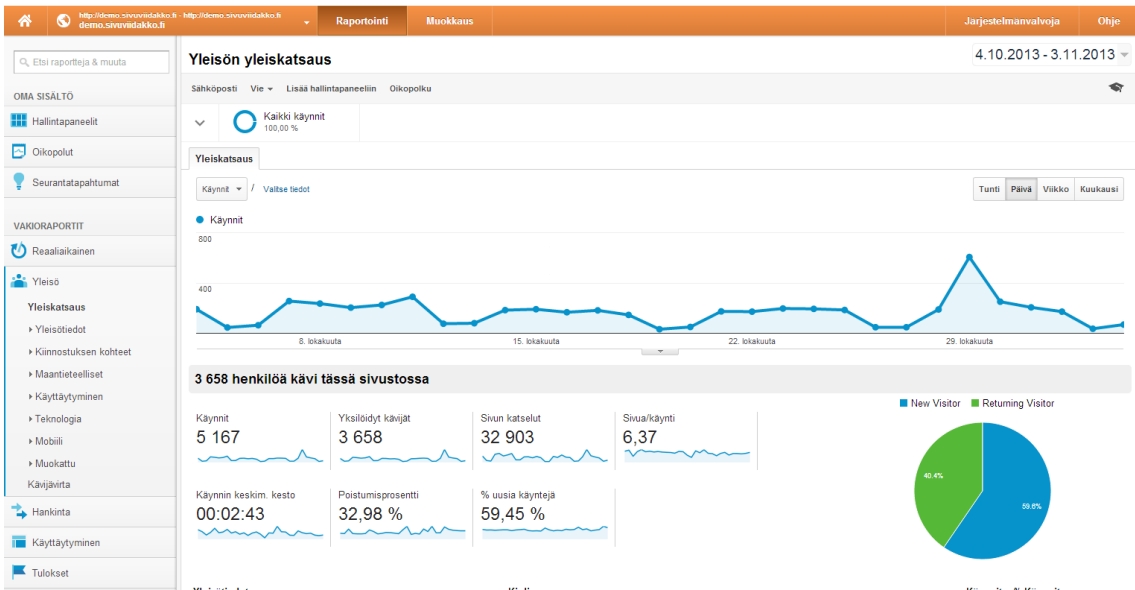 http://demo.sivuviidakko.fi - http://demo.sivuviidakko.fi
demo.sivuviidakko.fi
Raportointi
Muokkaus
Jarjestelmanvalvoja
Ohje
Etsi raportteja & muuta
OMA SISÄLTÖ
Hallintapaneelit
Oikopolut
Seurantatapahtumat
VAKIORAPORTIT
Reaaliaikainen
Yleisö
Yleiskatsaus
Yleisötiedot
Kiinnostuksen kohteet
Maantieteelliset
Käyttäytyminen
Teknologia
Mobiili
Muokattu
Kävijävirta
Hankinta
Käyttäytyminen
Tulokset
Yleisön yleiskatsaus
4.10.2013 - 3.11.2013
Sähköposti Vie Lisää hallintapaneeliin Oikopolku
Kaikki käynnit
100,00 %
Yleiskatsaus
Käynnit / Valitse tiedot
Tunti Päivä Viikko Kuukausi
Käynnit
800
400
8. lokakuuta 15. lokakuuta 22. lokakuuta 29. lokakuuta
3 658 henkilöä kävi tässä sivustossa
Käynnit
5 167
Yksilöidyt kävijät
3 658
Sivun katselut
32 903
Sivua/käynti
6,37
Käynnin keskim. kesto
00:02:43
Poistumisprosentti
32,98 %
% uusia käyntejä
59,45 %
New Visitor Returning Visitor
40.4%
59.6%